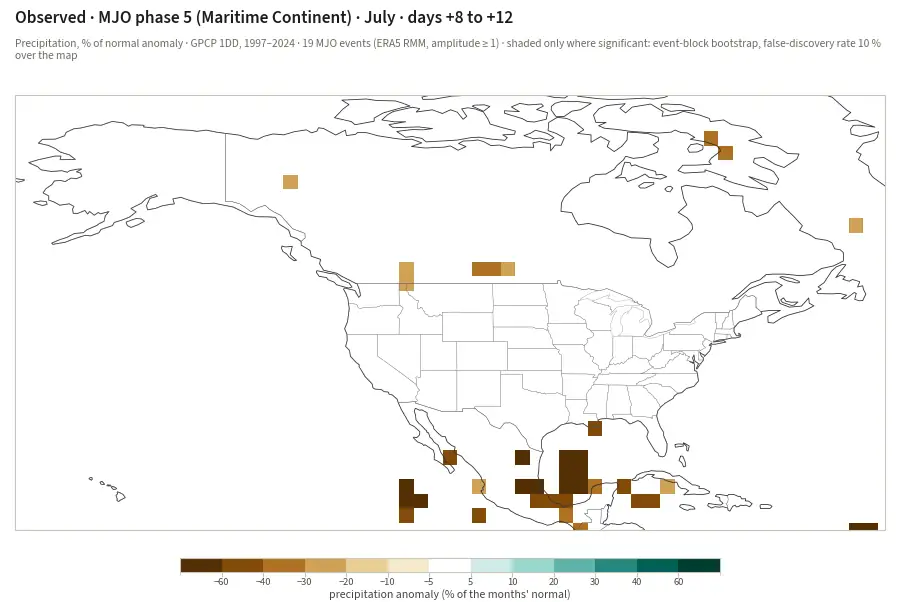 Observed · MJO phase 5 (Maritime Continent) · July · days +8 to +12
Precipitation, % of normal anomaly · GPCP 1DD, 1997–2024 · 19 MJO events (ERA5 RMM, amplitude ≥ 1) · shaded only where significant: event-block bootstrap, false-discovery rate 10 %
over the map
−60 −40 −30 −20 −10 −5 5 10 20 30 40 60
precipitation anomaly (% of the months' normal)